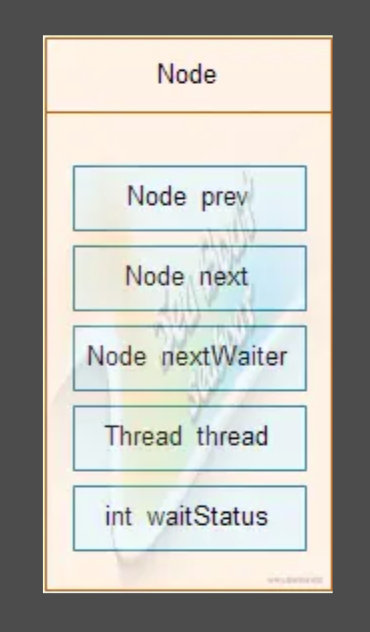 Node
Node prev
Node next
Node nextWaiter
Thread thread
int waitStatus